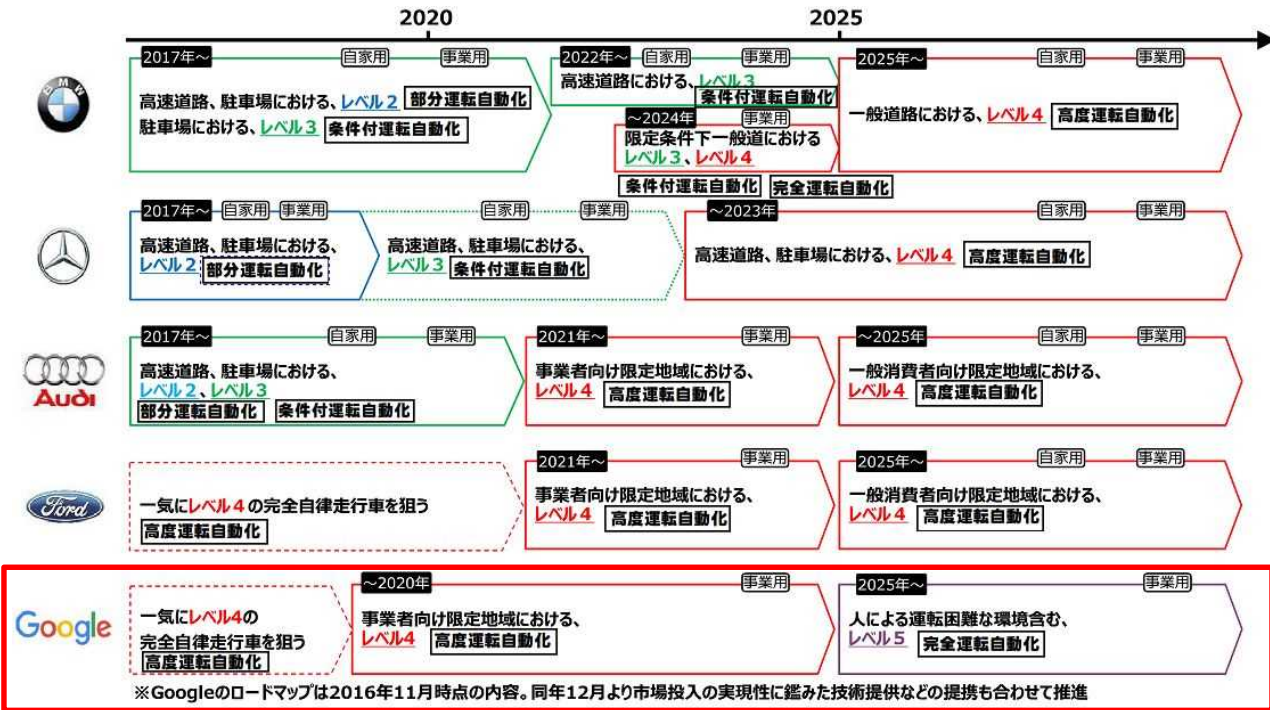 2020 2025
BMW
2017年～ 自家用 事業用
高速道路、駐車場における、レベル2 部分運転自動化
駐車場における、レベル3 条件付運転自動化
2022年～ 自家用 事業用
高速道路における、レベル3
条件付運転自動化
～2024年 事業用
限定条件下一般道における
レベル3、レベル4
条件付運転自動化 完全運転自動化
2025年～ 自家用 事業用
一般道路における、レベル4 高度運転自動化
2017年～ 自家用 事業用
高速道路、駐車場における、
レベル2 部分運転自動化
自家用 事業用
高速道路、駐車場における、
レベル3 条件付運転自動化
～2023年 自家用 事業用
高速道路、駐車場における、レベル4 高度運転自動化
Audi
2017年～ 自家用 事業用
高速道路、駐車場における、
レベル2、レベル3
部分運転自動化 条件付運転自動化
2021年～ 事業用
事業者向け限定地域における、
レベル4 高度運転自動化
～2025年 自家用 事業用
一般消費者向け限定地域における、
レベル4 高度運転自動化
Ford
一気にレベル4の完全自律走行車を狙う
高度運転自動化
2021年～ 事業用
事業者向け限定地域における、
レベル4 高度運転自動化
2025年～ 自家用 事業用
一般消費者向け限定地域における、
レベル4 高度運転自動化
Google
一気にレベル4の
完全自律走行車を狙う
高度運転自動化
～2020年 事業用
事業者向け限定地域における、
レベル4 高度運転自動化
2025年～ 事業用
人による運転困難な環境含む、
レベル5 完全運転自動化
※Googleのロードマップは2016年11月時点の内容。同年12月より市場投入の実現性に鑑みた技術提供などの提携も合わせて推進